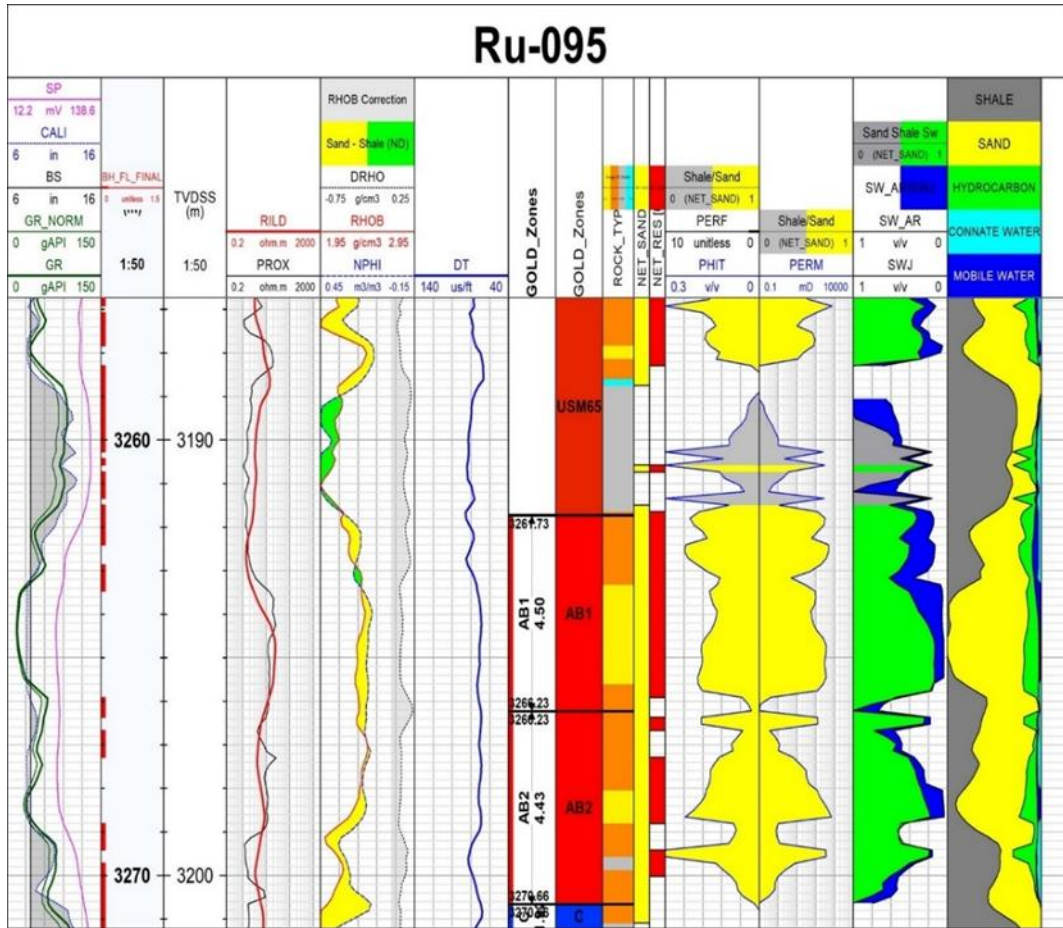 Ru-095
SP
12.2 mV 138.6
CALI
6 in 16
BS
6 in 16
GR_NORM
0 gAPI 150
GR
0 gAPI 150
BH_FL_FINAL
0 unitless 1.5
1:50
TVDSS
(m)
1:50
RILD
0.2 ohm.m 2000
PROX
0.2 ohm.m 2000
RHOB Correction
Sand - Shale (ND)
DRHO
-0.75 g/cm3 0.25
RHOB
1.95 g/cm3 2.95
NPHI
0.45 m3/m3 -0.15
DT
140 us/ft 40
GOLD_Zones
GOLD_Zones
ROCK_TYP
NET_SAND
NET_RES
Shale/Sand
0 (NET_SAND) 1
PERF
10 unitless 0
PHIT
0.3 v/v 0
Shale/Sand
0 (NET_SAND) 1
PERM
0.1 mD 10000
Sand Shale Sw
0 (NET_SAND) 1
SW_AR
SW_AR
1 v/v 0
SWJ
1 v/v 0
SHALE
SAND
HYDROCARBON
CONNATE WATER
MOBILE WATER
USM65
3260
3190
3261.73
AB1
4.50
AB1
3266.23
3266.23
AB2
4.43
AB2
3270
3200
3270.66
C
C